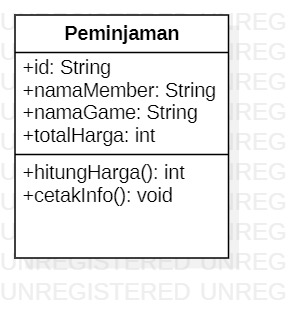 Peminjaman
+id: String
+namaMember: String
+namaGame: String
+totalHarga: int
+hitungHarga(): int
+cetakInfo(): void
UNREGISTERED UNREG
UNREGISTERED UNREG